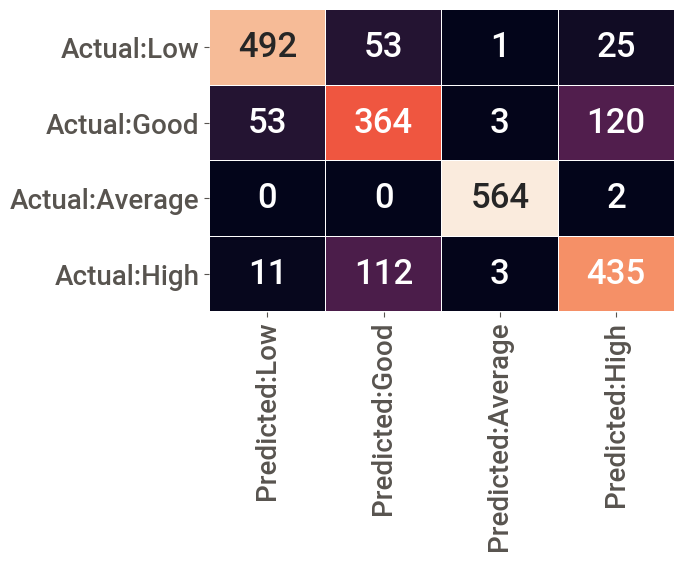 Actual:Low 492 53 1 25
Actual:Good 53 364 3 120
Actual:Average 0 0 564 2
Actual:High 11 112 3 435
Predicted:Low
Predicted:Good
Predicted:Average
Predicted:High